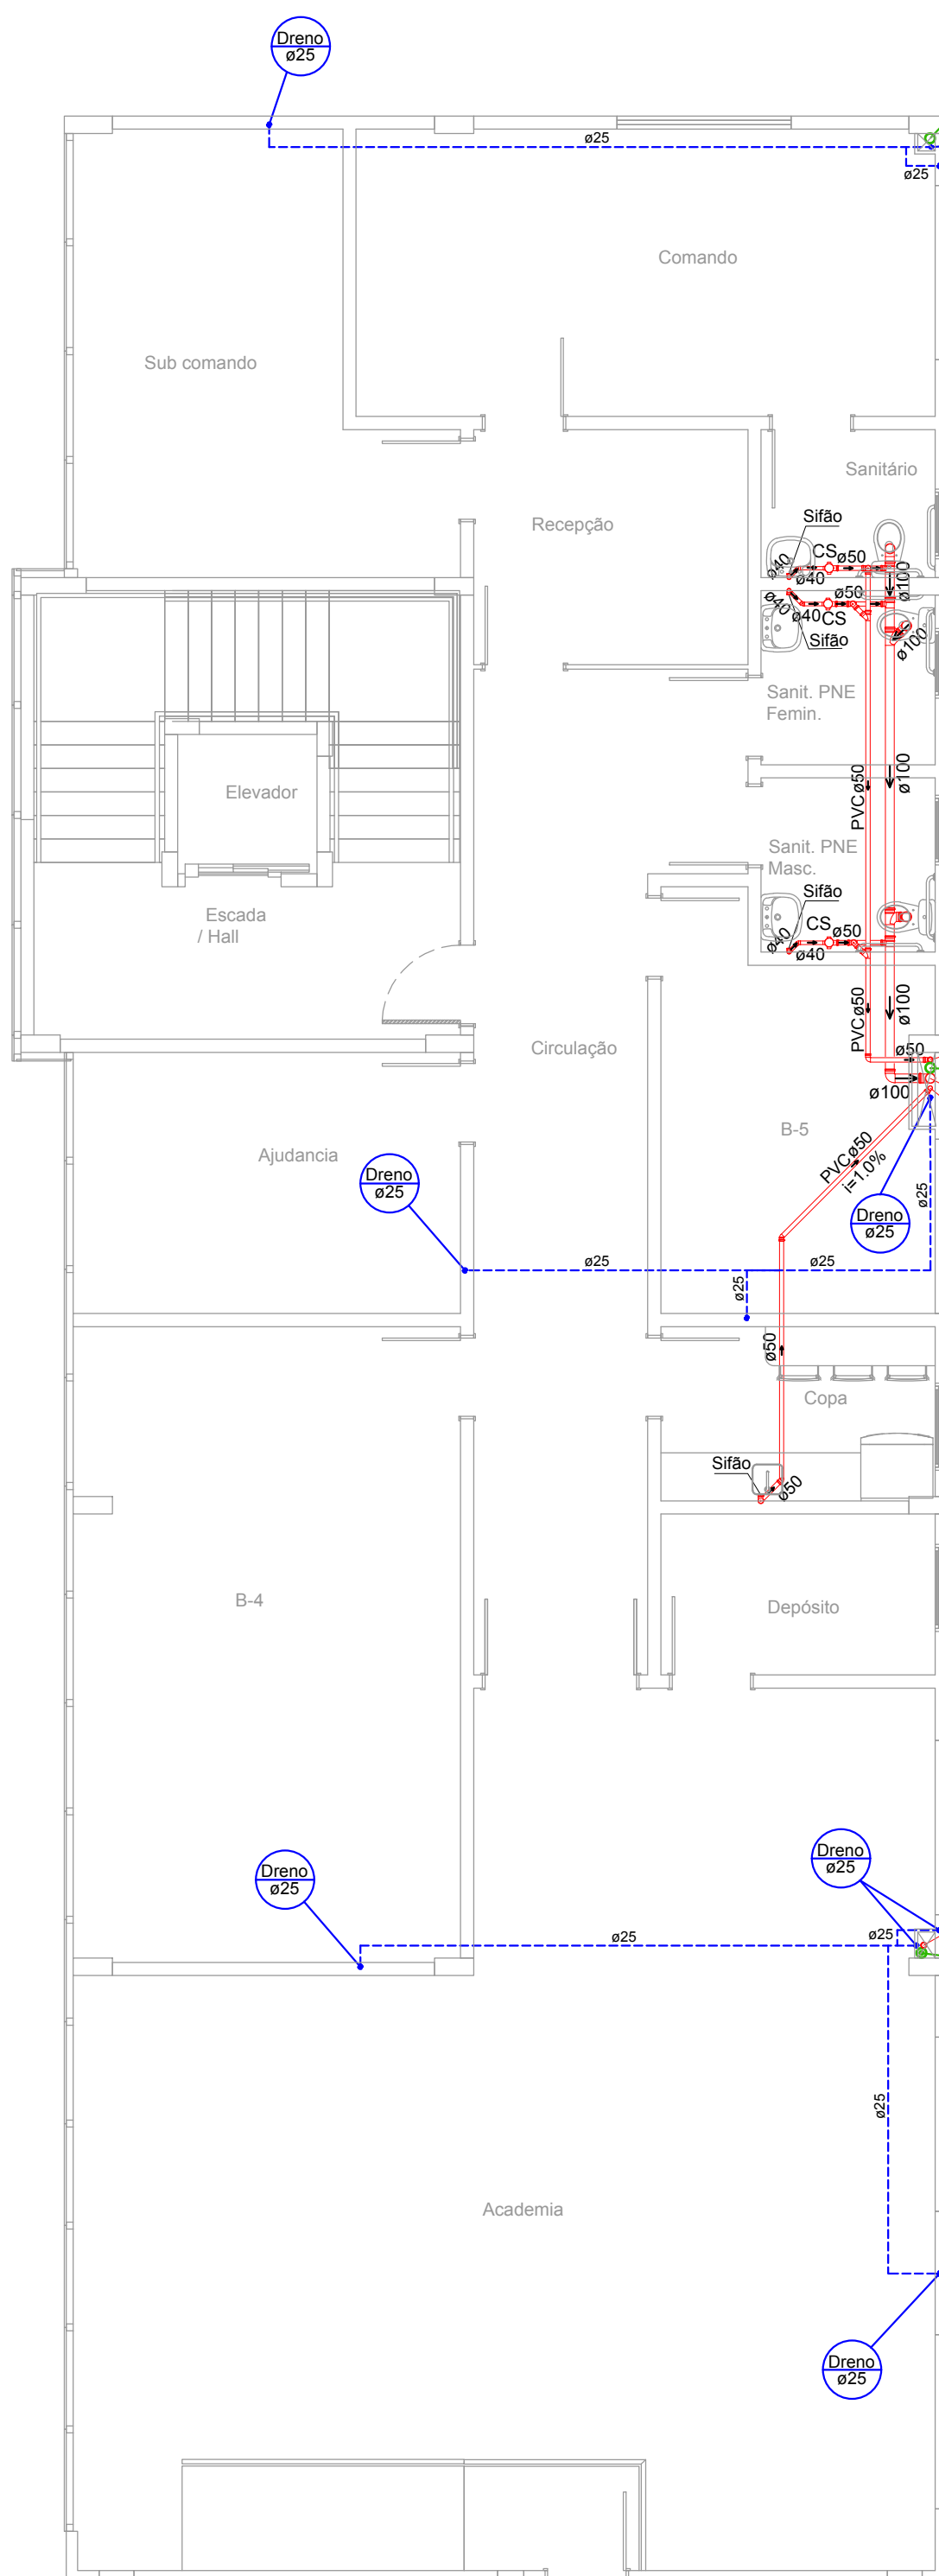 Dreno
ø25
ø25
ø25
Comando
Sub comando
Sanitário
Sifão
Recepção
CS
ø50
ø40
ø40
ø100
ø40
ø50
ø40
CS
Sifão
ø100
Sanit. PNE
Femin.
PVCø50
ø100
Elevador
Sanit. PNE
Masc.
Sifão
Escada
/ Hall
CS
ø50
ø40
ø40
PVCø50
ø100
Circulação
ø50
ø100
B-5
Ajudancia
PVCø50
i=1.0%
Dreno
ø25
ø25
Dreno
ø25
ø25
ø25
ø25
ø50
Copa
Sifão
ø50
B-4
Depósito
Dreno
ø25
Dreno
ø25
ø25
ø25
ø25
Academia
Dreno
ø25